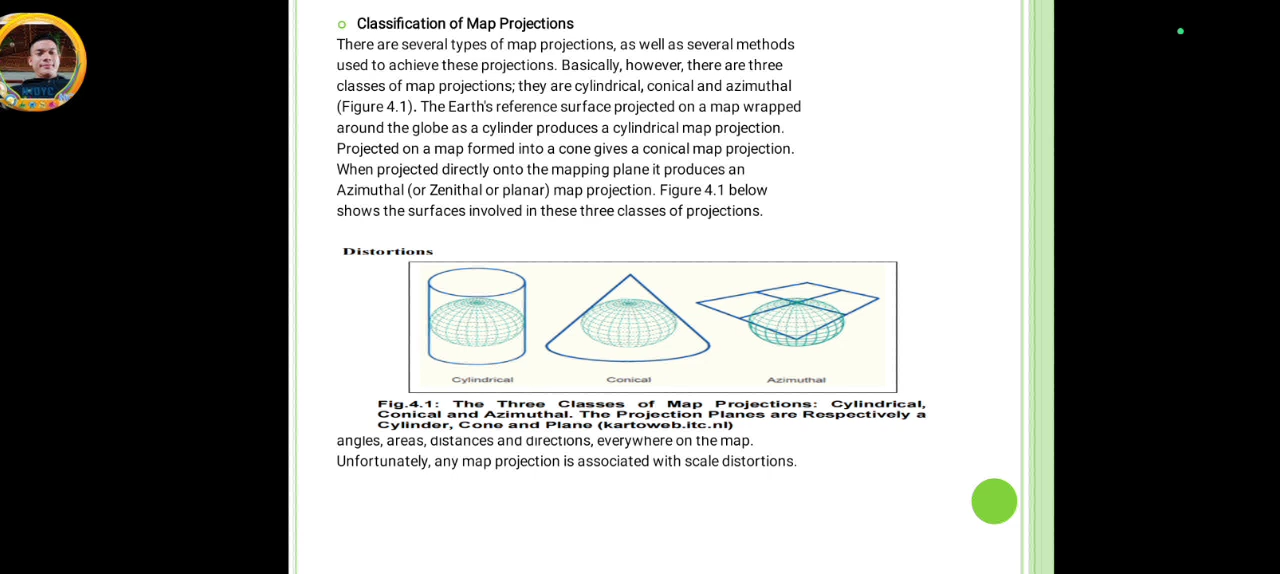 Classification of Map Projections
There are several types of map projections, as well as several methods
used to achieve these projections. Basically, however, there are three
classes of map projections; they are cylindrical, conical and azimuthal
(Figure 4.1). The Earth's reference surface projected on a map wrapped
around the globe as a cylinder produces a cylindrical map projection.
Projected on a map formed into a cone gives a conical map projection.
When projected directly onto the mapping plane it produces an
Azimuthal (or Zenithal or planar) map projection. Figure 4.1 below
shows the surfaces involved in these three classes of projections.
Distortions
Cylindrical Conical Azimuthal
Fig.4.1: The Three Classes of Map Projections: Cylindrical,
Conical and Azimuthal. The Projection Planes are Respectively a
Cylinder, Cone and Plane (kartoweb.itc.nl)
angles, areas, distances and directions, everywhere on the map.
Unfortunately, any map projection is associated with scale distortions.